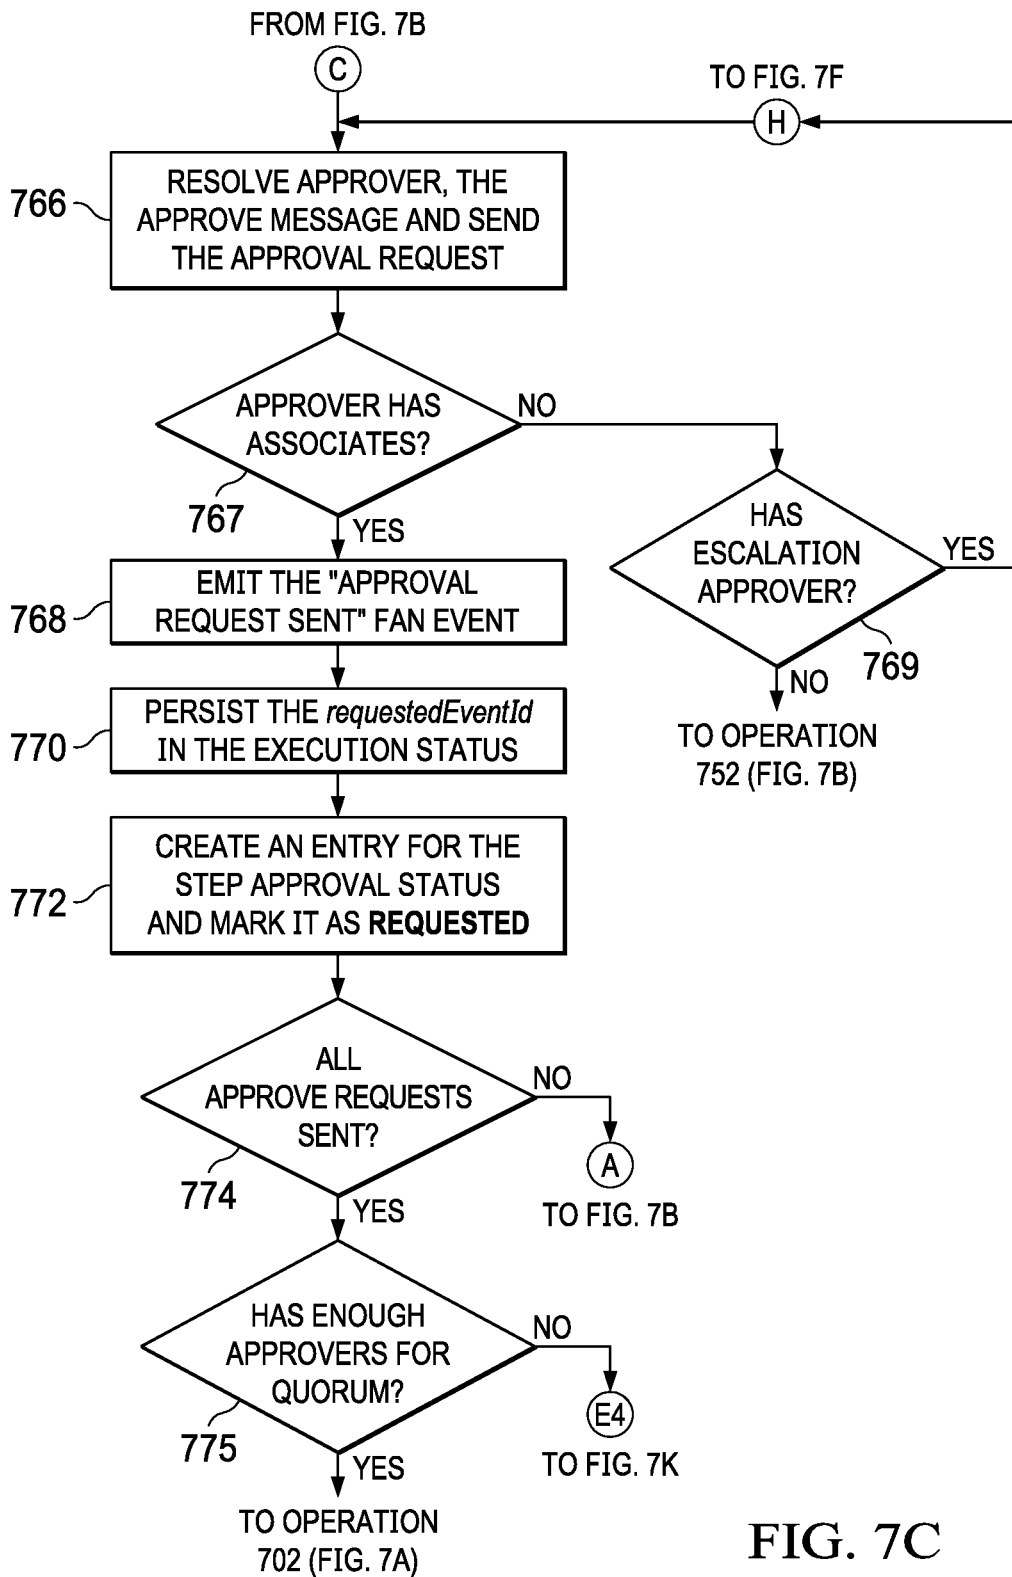 FROM FIG. 7B
C
TO FIG. 7F
H
766
RESOLVE APPROVER, THE
APPROVE MESSAGE AND SEND
THE APPROVAL REQUEST
APPROVER HAS
ASSOCIATES?
NO
767
YES
HAS
ESCALATION
APPROVER?
YES
769
NO
TO OPERATION
752 (FIG. 7B)
768
EMIT THE "APPROVAL
REQUEST SENT" FAN EVENT
770
PERSIST THE requestedEventId
IN THE EXECUTION STATUS
772
CREATE AN ENTRY FOR THE
STEP APPROVAL STATUS
AND MARK IT AS REQUESTED
ALL
APPROVE REQUESTS
SENT?
NO
774
A
YES
TO FIG. 7B
HAS ENOUGH
APPROVERS FOR
QUORUM?
NO
775
E4
YES
TO FIG. 7K
TO OPERATION
702 (FIG. 7A)
FIG. 7C